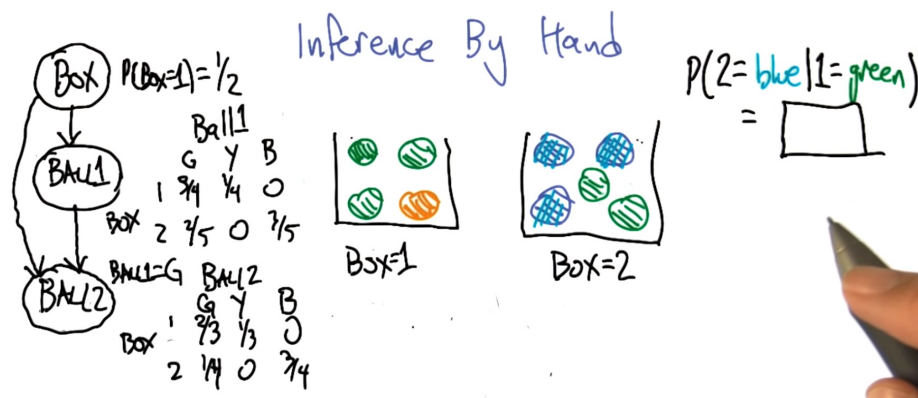 Inference By Hand
BOX
P(Box=1)=1/2
Ball1
G Y B
BALL1
1 3/4 1/4 0
BOX 2 2/5 0 3/5
BALL1=G BALL2
BALL2
G Y B
1 2/3 1/3 0
BOX
2 1/4 0 3/4
Box=1
Box=2
P(2=blue|1=green)
=